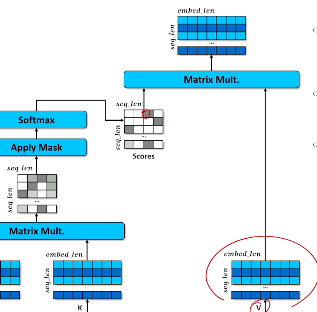 embed_len
seq_len
...
Matrix Mult.
seq_len
Softmax
seq_len
...
Scores
Apply Mask
seq_len
seq_len
...
Matrix Mult.
embed_len
seq_len
...
K
embed_len
seq_len
...
V